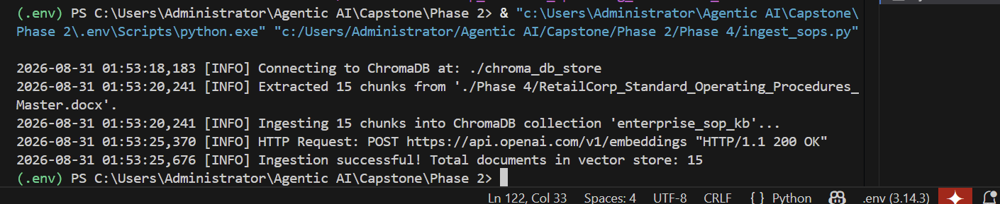 (.env) PS C:\Users\Administrator\Agentic AI\Capstone\Phase 2> & "c:\Users\Administrator\Agentic AI\Capstone\
Phase 2\.env\Scripts\python.exe" "c:/Users/Administrator/Agentic AI/Capstone/Phase 2/Phase 4/ingest_sops.py"
2026-08-31 01:53:18,183 [INFO] Connecting to ChromaDB at: ./chroma_db_store
2026-08-31 01:53:20,241 [INFO] Extracted 15 chunks from './Phase 4/RetailCorp_Standard_Operating_Procedures_
Master.docx'.
2026-08-31 01:53:20,241 [INFO] Ingesting 15 chunks into ChromaDB collection 'enterprise_sop_kb'...
2026-08-31 01:53:25,370 [INFO] HTTP Request: POST https://api.openai.com/v1/embeddings "HTTP/1.1 200 OK"
2026-08-31 01:53:25,676 [INFO] Ingestion successful! Total documents in vector store: 15
(.env) PS C:\Users\Administrator\Agentic AI\Capstone\Phase 2>
Ln 122, Col 33 Spaces: 4 UTF-8 CRLF { } Python .env (3.14.3)